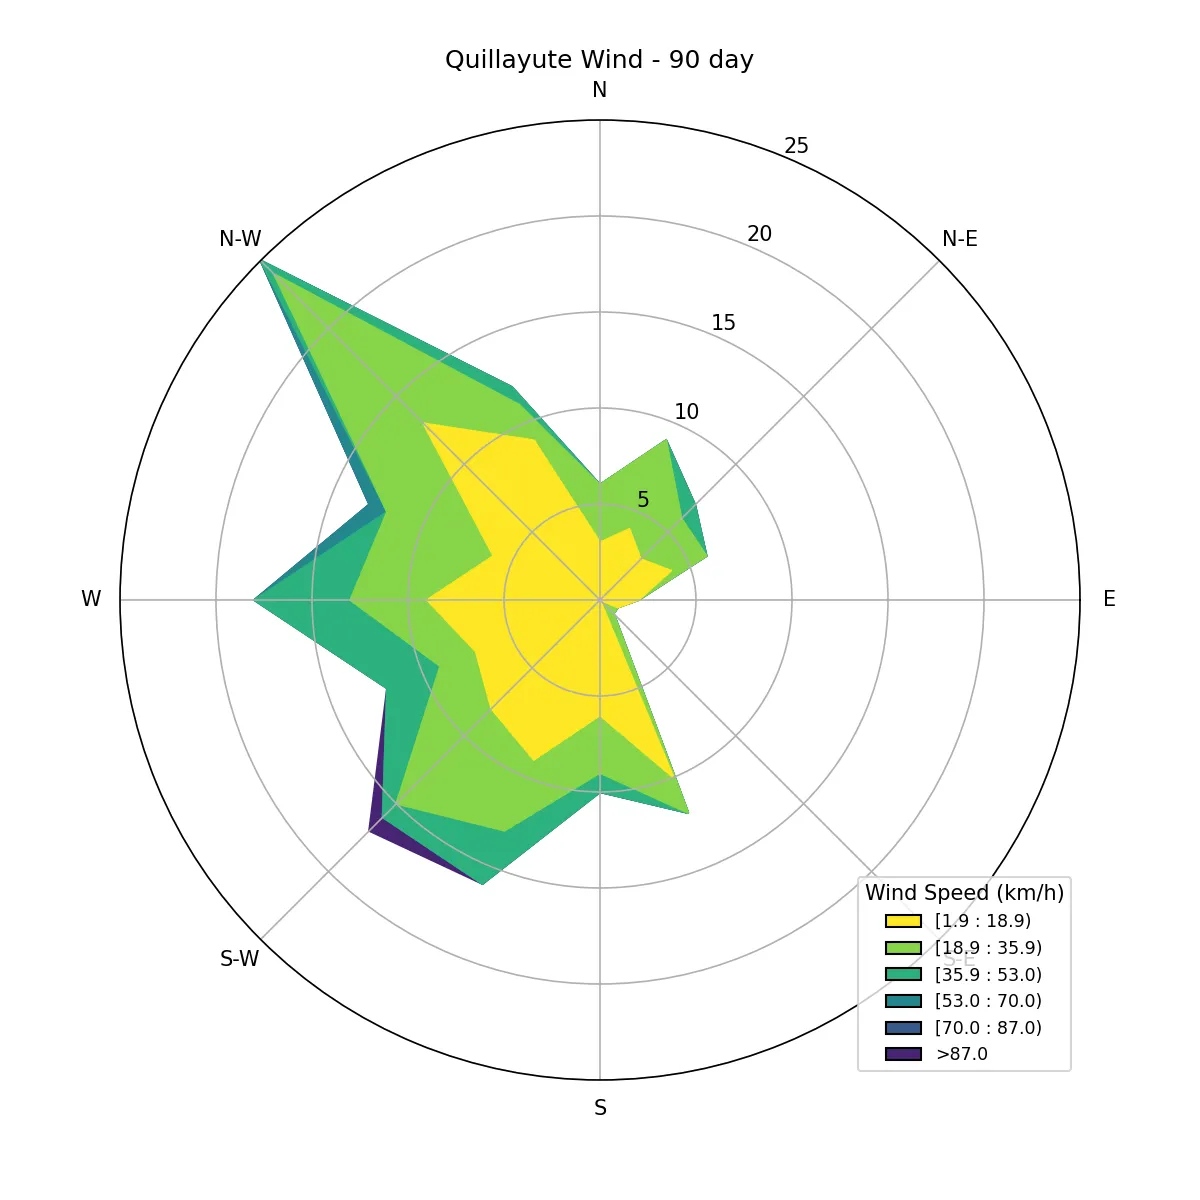 Quillayute Wind - 90 day
N
25
N-W
20
N-E
15
10
5
W
E
S-W
S-E
Wind Speed (km/h)
[1.9 : 18.9)
[18.9 : 35.9)
[35.9 : 53.0)
[53.0 : 70.0)
[70.0 : 87.0)
>87.0
S